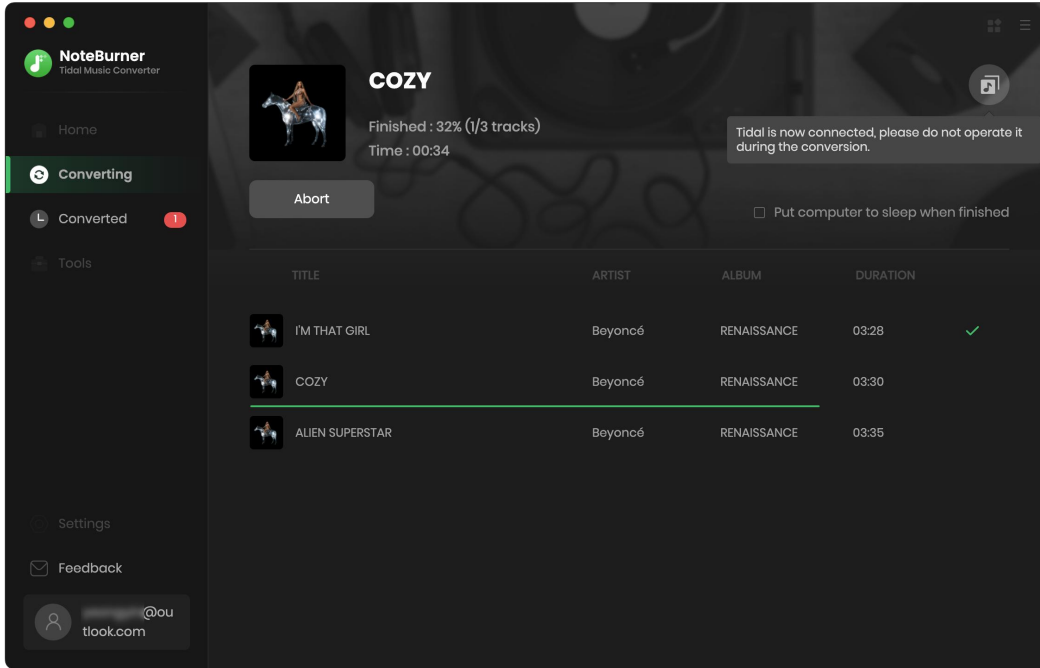 NoteBurner
Tidal Music Converter
Home
Converting
Converted 1
Tools
Settings
Feedback
@ou
tlook.com
COZY
Finished : 32% (1/3 tracks)
Time : 00:34
Abort
Tidal is now connected, please do not operate it
during the conversion.
Put computer to sleep when finished
TITLE ARTIST ALBUM DURATION
I'M THAT GIRL Beyoncé RENAISSANCE 03:28
COZY Beyoncé RENAISSANCE 03:30
ALIEN SUPERSTAR Beyoncé RENAISSANCE 03:35